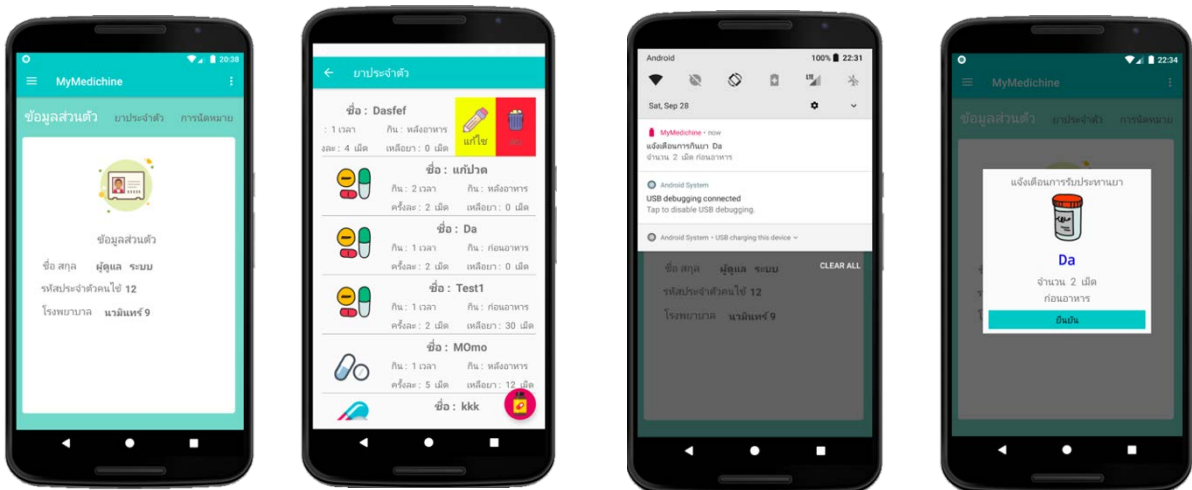 20:38
MyMedichine
ข้อมูลส่วนตัว ยาประจำตัว การนัดหมาย
ข้อมูลส่วนตัว
ชื่อ สกุล ผู้ดูแล ระบบ
รหัสประจำตัวคนไข้ 12
โรงพยาบาล นวมินทร์ 9
ยาประจำตัว
ชื่อ : Dasfef
: 1 เวลา กิน : หลังอาหาร
งละ : 4 เม็ด เหลือยา : 0 เม็ด
แก้ไข
ชื่อ : แก้ปวด
กิน : 2 เวลา กิน : หลังอาหาร
ครั้งละ : 2 เม็ด เหลือยา : 0 เม็ด
ชื่อ : Da
กิน : 1 เวลา กิน : ก่อนอาหาร
ครั้งละ : 2 เม็ด เหลือยา : 0 เม็ด
ชื่อ : Test1
กิน : 1 เวลา กิน : ก่อนอาหาร
ครั้งละ : 2 เม็ด เหลือยา : 30 เม็ด
ชื่อ : MOmo
กิน : 1 เวลา กิน : หลังอาหาร
ครั้งละ : 5 เม็ด เหลือยา : 12 เม็ด
ชื่อ : kkk
Android 100% 22:31
LTE
Sat, Sep 28
MyMedichine • now
แจ้งเตือนการกินยา Da
จำนวน 2 เม็ด ก่อนอาหาร
Android System
USB debugging connected
Tap to disable USB debugging.
Android System • USB charging this device
CLEAR ALL
ชื่อ สกุล ผู้ดูแล ระบบ
รหัสประจำตัวคนไข้ 12
โรงพยาบาล นวมินทร์ 9
22:34
MyMedichine
ข้อมูลส่วนตัว ยาประจำตัว การนัดหมาย
แจ้งเตือนการรับประทานยา
Da
จำนวน 2 เม็ด
ก่อนอาหาร
ยืนยัน